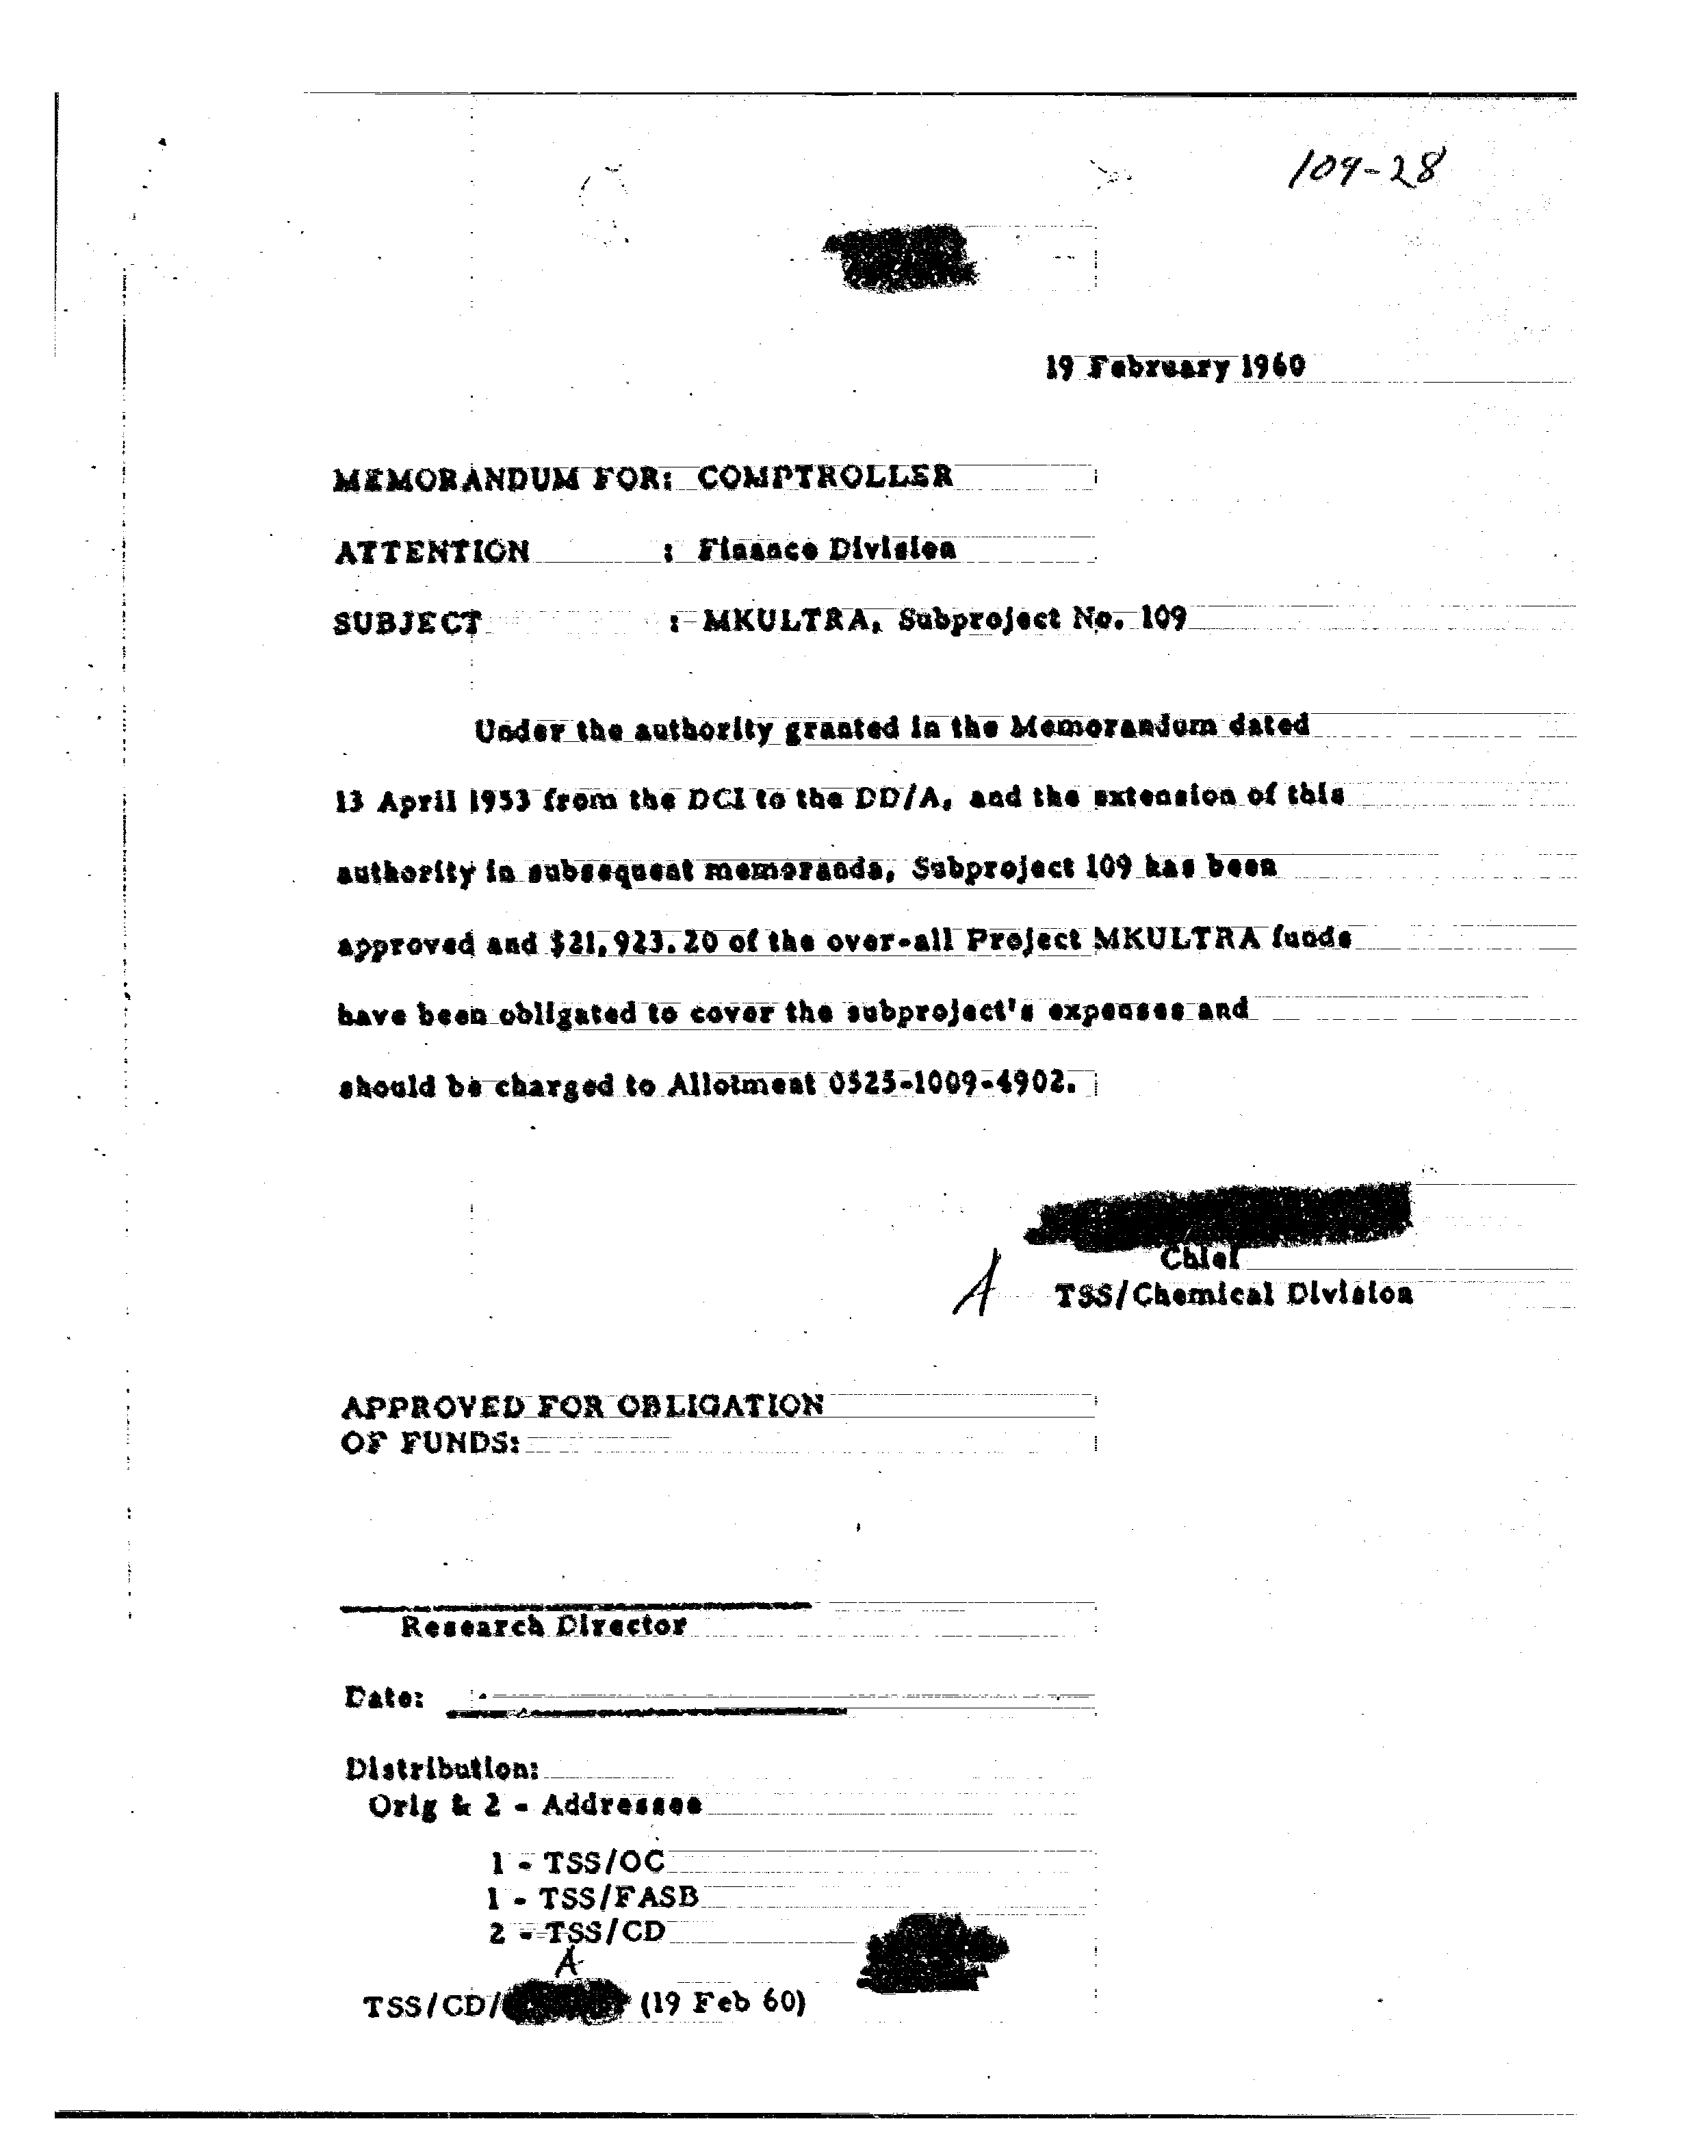 109-28
19 February 1960
MEMORANDUM FOR: COMPTROLLER
ATTENTION : Finance Division
SUBJECT : MKULTRA, Subproject No. 109
Under the authority granted in the Memorandum dated
13 April 1953 from the DCI to the DD/A, and the extension of this
authority in subsequent memoranda, Subproject 109 has been
approved and $21,923.20 of the over-all Project MKULTRA funds
have been obligated to cover the subproject's expenses and
should be charged to Allotment 0525-1009-4902.
Chief
A TSS/Chemical Division
APPROVED FOR OBLIGATION
OF FUNDS:
Research Director
Date:
Distribution:
Orig & 2 - Addressee
1 - TSS/OC
1 - TSS/FASB
2 - TSS/CD
A
TSS/CD/ (19 Feb 60)